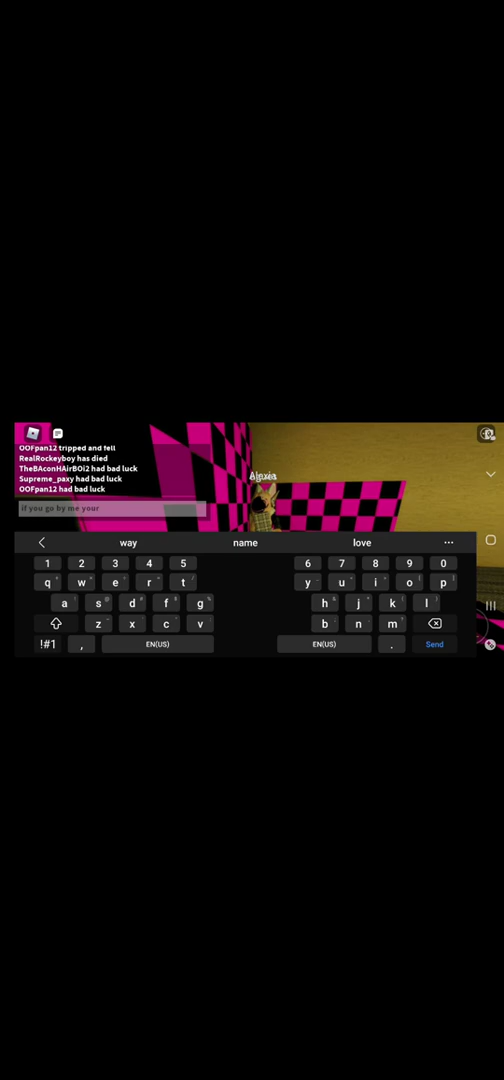 OOFpan12 tripped and fell
RealRockeyboy has died
TheBAconHAirBOi2 had bad luck
Supreme_paxy had bad luck
OOFpan12 had bad luck
Alexia
if you go by me your
way name love
1 2 3 4 5 6 7 8 9 0
q w e r t y u i o p
a s d f g h j k l
z x c v b n m
!#1 , EN(US) EN(US) . Send